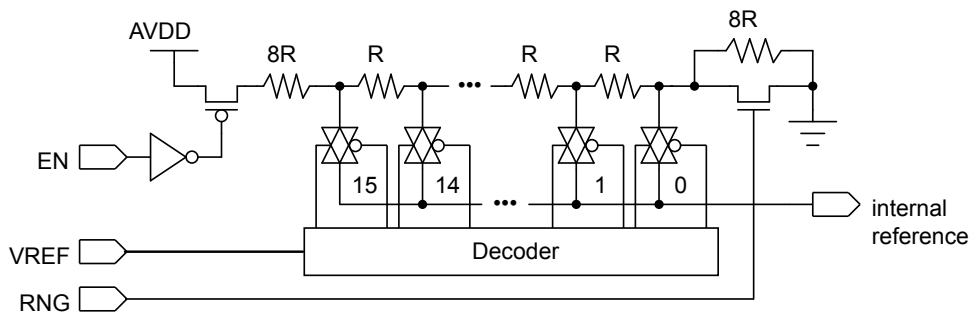 AVDD
8R
R
R
R
8R
EN
15
14
1
0
internal
reference
VREF
Decoder
RNG